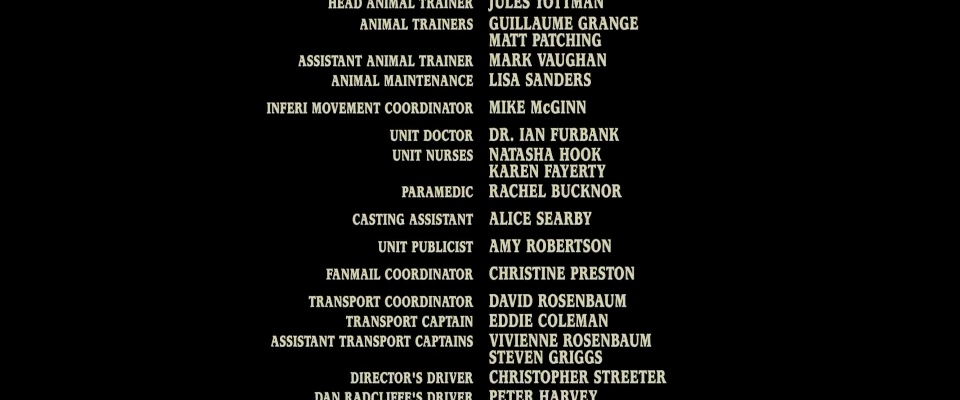 HEAD ANIMAL TRAINER JULES TOTTMAN
ANIMAL TRAINERS GUILLAUME GRANGE
MATT PATCHING
ASSISTANT ANIMAL TRAINER MARK VAUGHAN
ANIMAL MAINTENANCE LISA SANDERS
INFERI MOVEMENT COORDINATOR MIKE McGINN
UNIT DOCTOR DR. IAN FURBANK
UNIT NURSES NATASHA HOOK
KAREN FAYERTY
PARAMEDIC RACHEL BUCKNOR
CASTING ASSISTANT ALICE SEARBY
UNIT PUBLICIST AMY ROBERTSON
FANMAIL COORDINATOR CHRISTINE PRESTON
TRANSPORT COORDINATOR DAVID ROSENBAUM
TRANSPORT CAPTAIN EDDIE COLEMAN
ASSISTANT TRANSPORT CAPTAINS VIVIENNE ROSENBAUM
STEVEN GRIGGS
DIRECTOR'S DRIVER CHRISTOPHER STREETER
DAN RADCLIFFE'S DRIVER PETER HARVEY